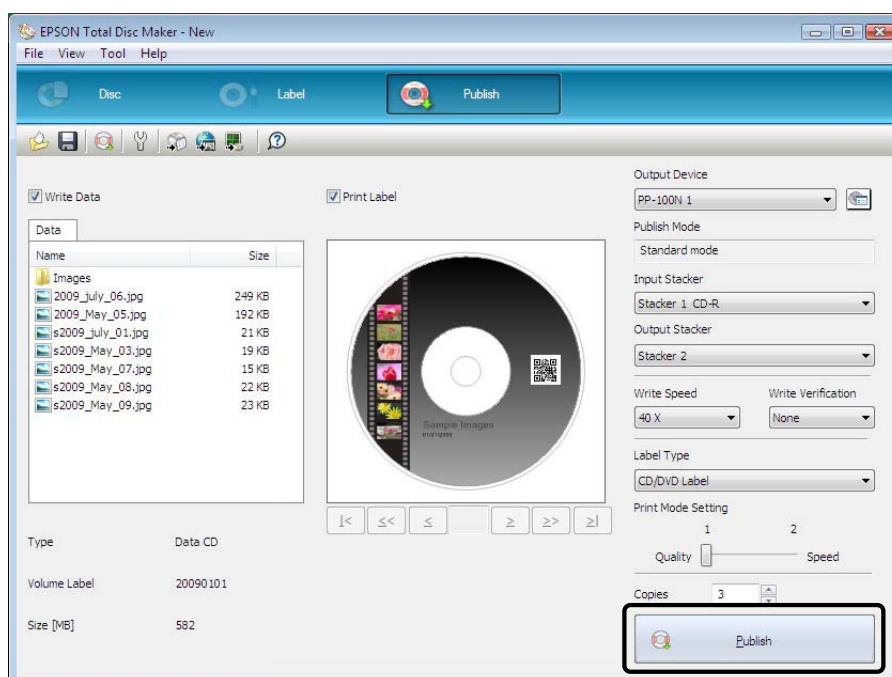 EPSON Total Disc Maker - New
File View Tool Help
Disc
Label
Publish
Write Data
Print Label
Data
Name Size
Images
2009_july_06.jpg 249 KB
2009_May_05.jpg 192 KB
s2009_july_01.jpg 21 KB
s2009_May_03.jpg 19 KB
s2009_May_07.jpg 15 KB
s2009_May_08.jpg 22 KB
s2009_May_09.jpg 23 KB
Sample Images
|< << < > >> >|
Type Data CD
Volume Label 20090101
Size [MB] 582
Output Device
PP-100N 1
Publish Mode
Standard mode
Input Stacker
Stacker 1 CD-R
Output Stacker
Stacker 2
Write Speed Write Verification
40 X None
Label Type
CD/DVD Label
Print Mode Setting
1 2
Quality Speed
Copies 3
Publish